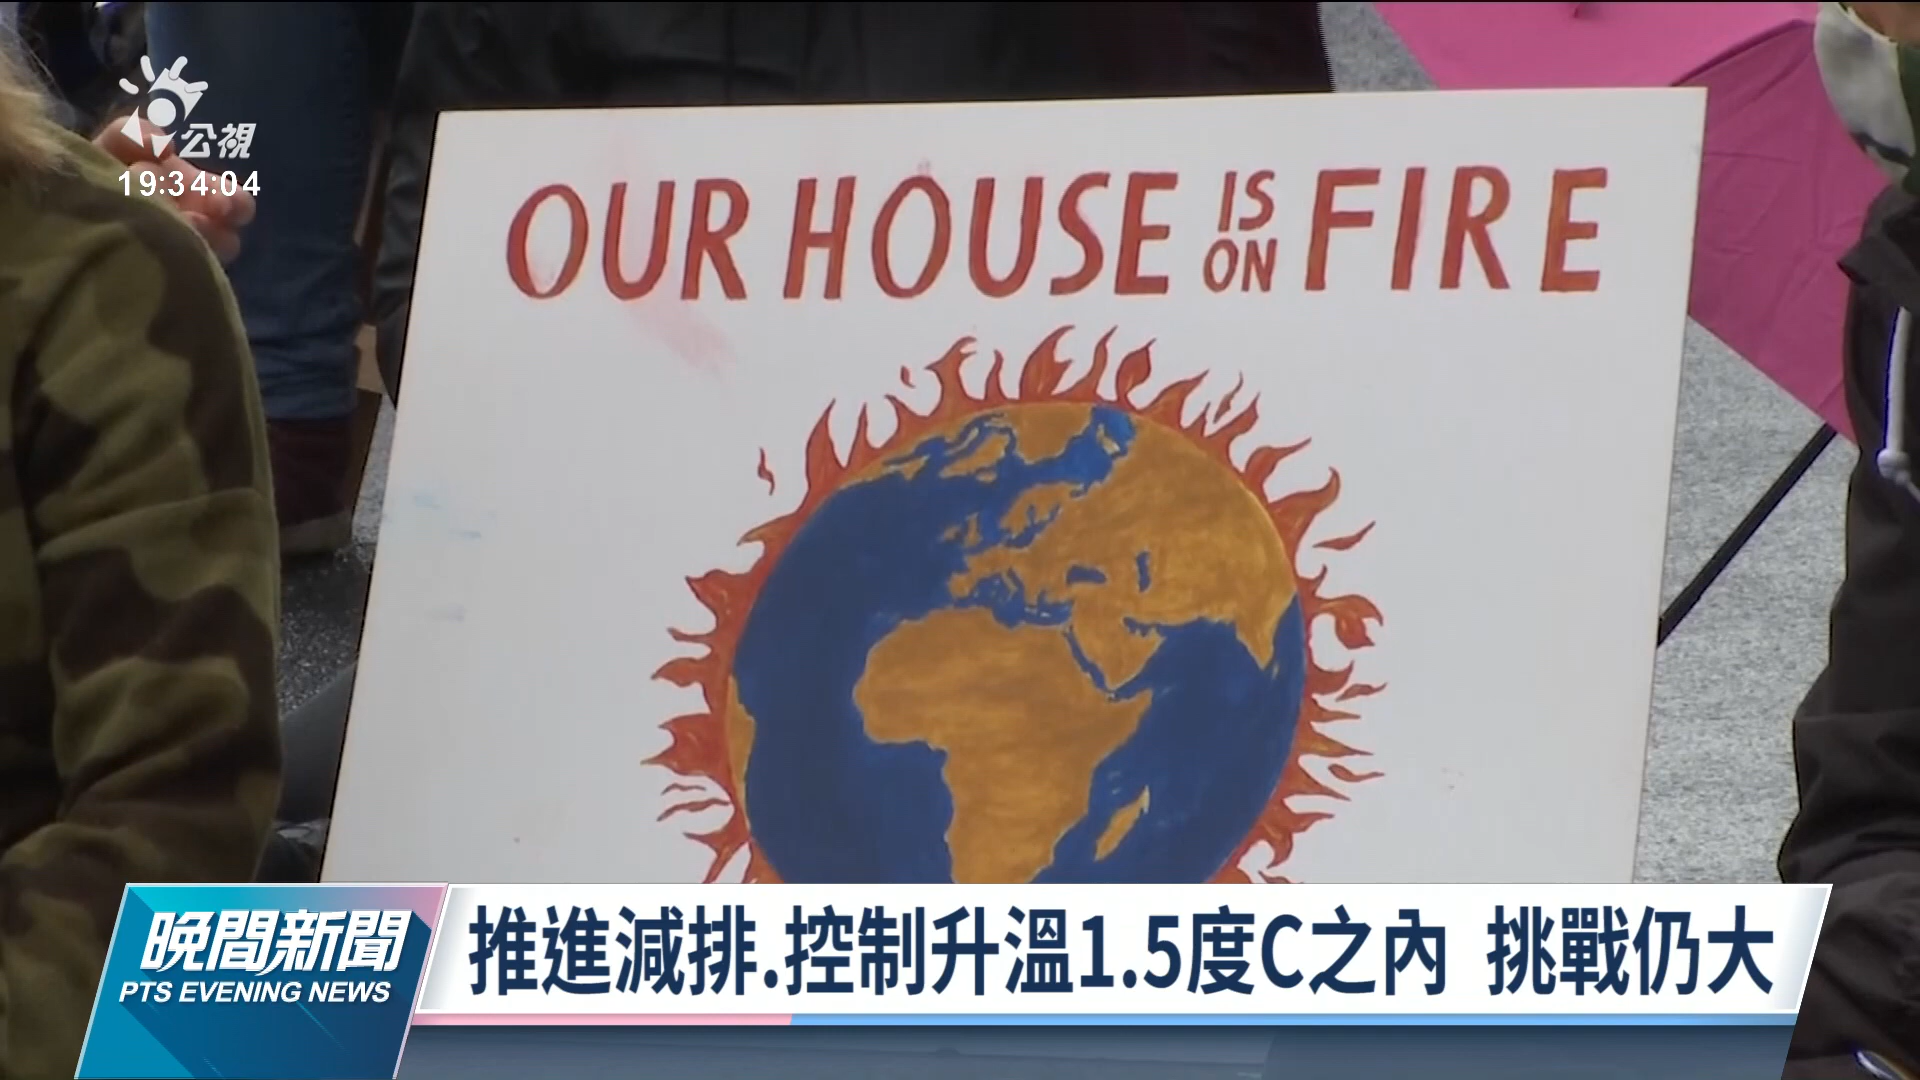 公視
19:34:04
OUR HOUSE IS ON FIRE
晚間新聞
PTS EVENING NEWS
推進減排.控制升溫1.5度C之內 挑戰仍大